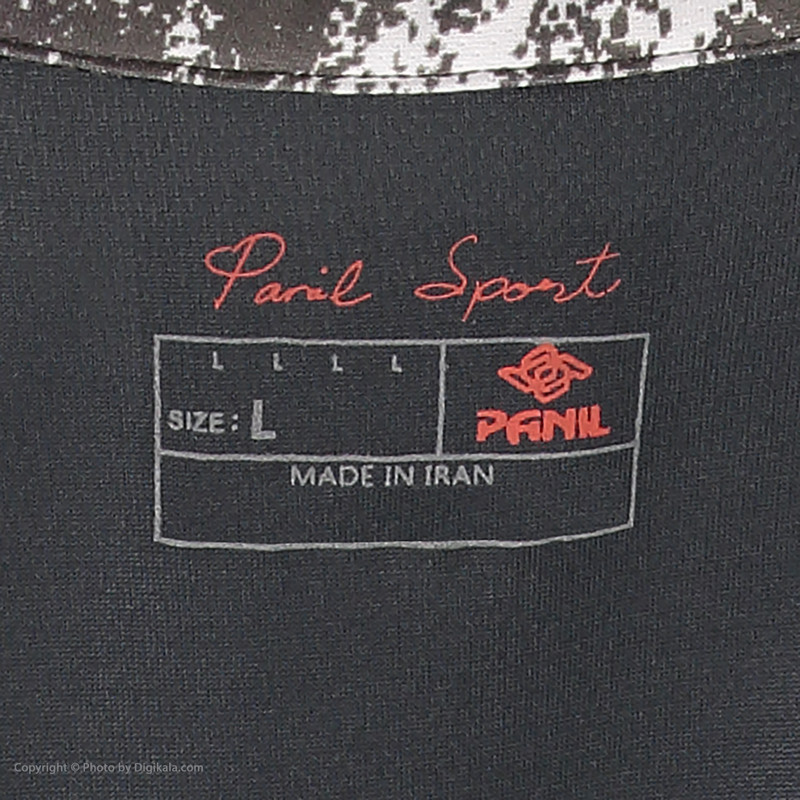 Panil Sport
L L L L
SIZE: L
PANIL
MADE IN IRAN
Copyright © Photo by Digikala.com